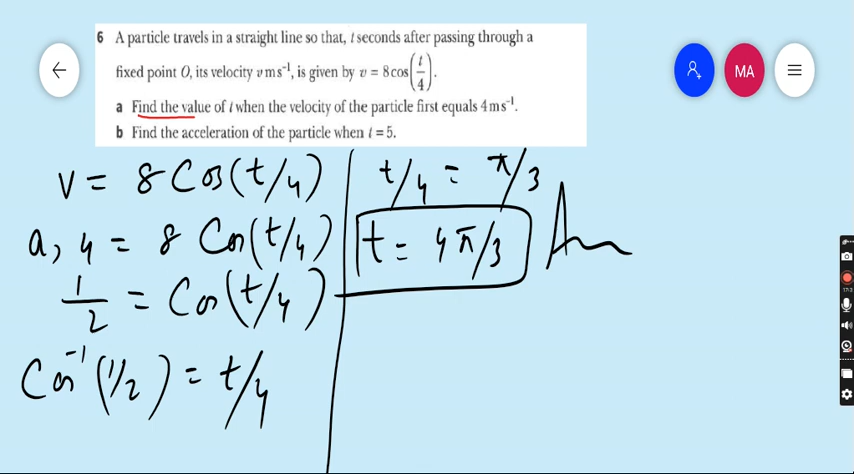 6 A particle travels in a straight line so that, t seconds after passing through a
fixed point O, its velocity v m s⁻¹, is given by v = 8 cos(t/4).
a Find the value of t when the velocity of the particle first equals 4 m s⁻¹.
b Find the acceleration of the particle when t = 5.
MA
v = 8 Cos(t/4)
a, 4 = 8 Cos(t/4)
1/2 = Cos(t/4)
Cos⁻¹(1/2) = t/4
t/4 = π/3
t = 4π/3